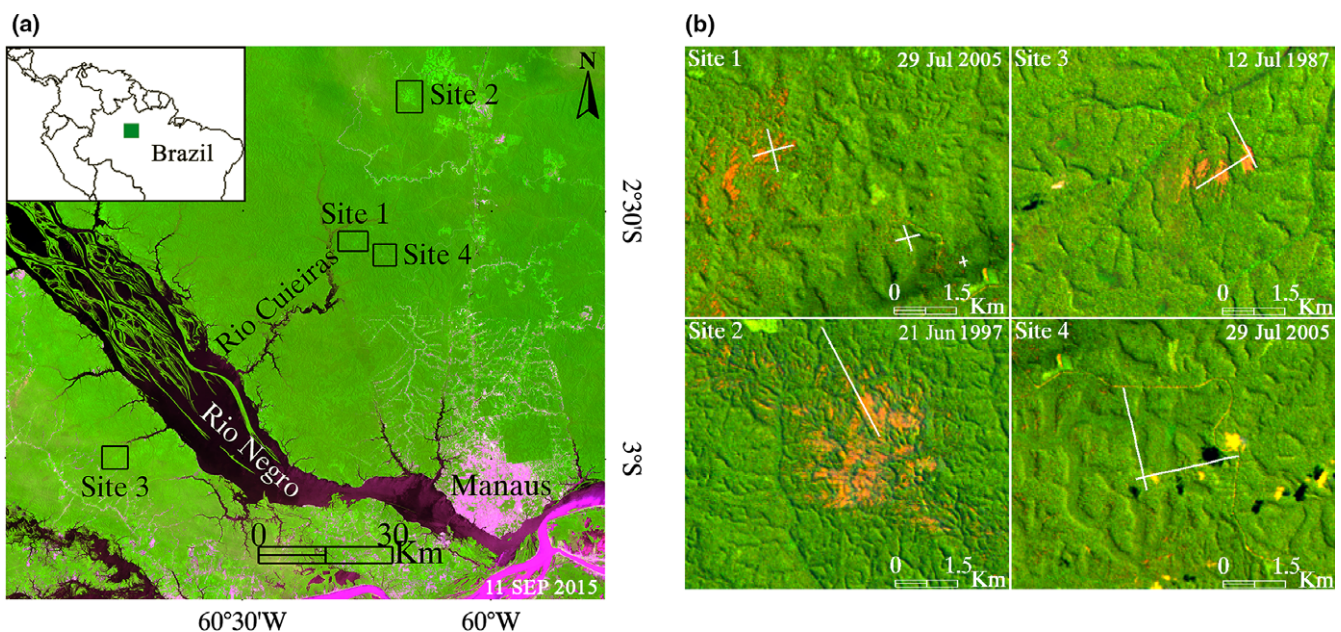 (a)
Brazil
N
Site 2
Site 1
Site 4
Rio Cuieiras
Rio Negro
Site 3
Manaus
0 30
Km
11 SEP 2015
2°30'S
3°S
60°30'W 60°W
(b)
Site 1 29 Jul 2005
0 1.5
Km
Site 3 12 Jul 1987
0 1.5
Km
Site 2 21 Jun 1997
0 1.5
Km
Site 4 29 Jul 2005
0 1.5
Km